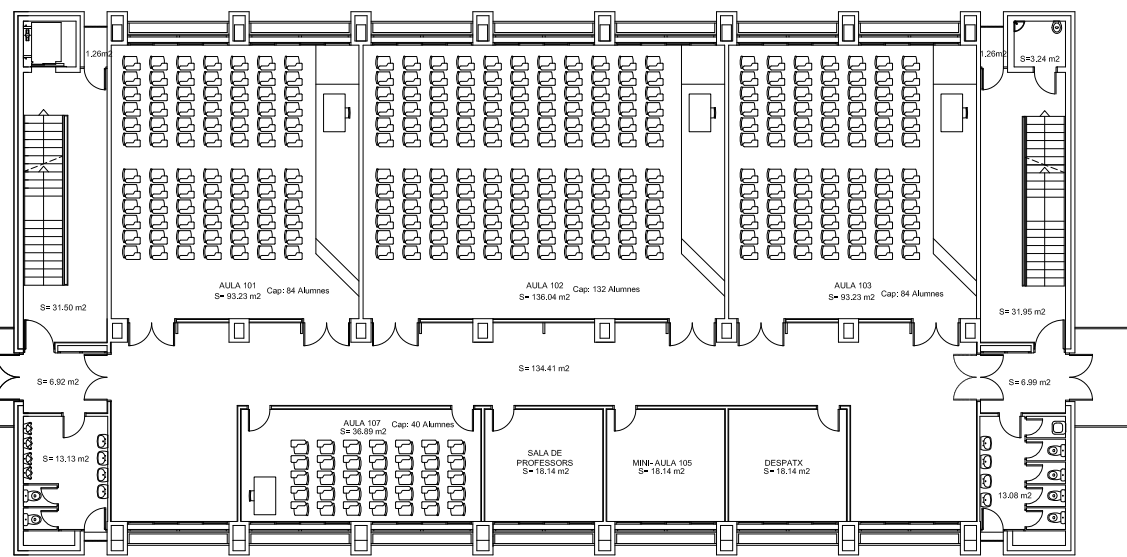 1.26m2
1.26m2
S=3.24 m2
AULA 101
S= 93.23 m2
Cap: 84 Alumnes
AULA 102
S= 136.04 m2
Cap: 132 Alumnes
AULA 103
S= 93.23 m2
Cap: 84 Alumnes
S= 31.50 m2
S= 31.95 m2
S= 134.41 m2
S= 6.92 m2
S= 6.99 m2
AULA 107
S= 36.89 m2
Cap: 40 Alumnes
S= 13.13 m2
SALA DE
PROFESSORS
S= 18.14 m2
MINI-AULA 105
S= 18.14 m2
DESPATX
S= 18.14 m2
13.08 m2